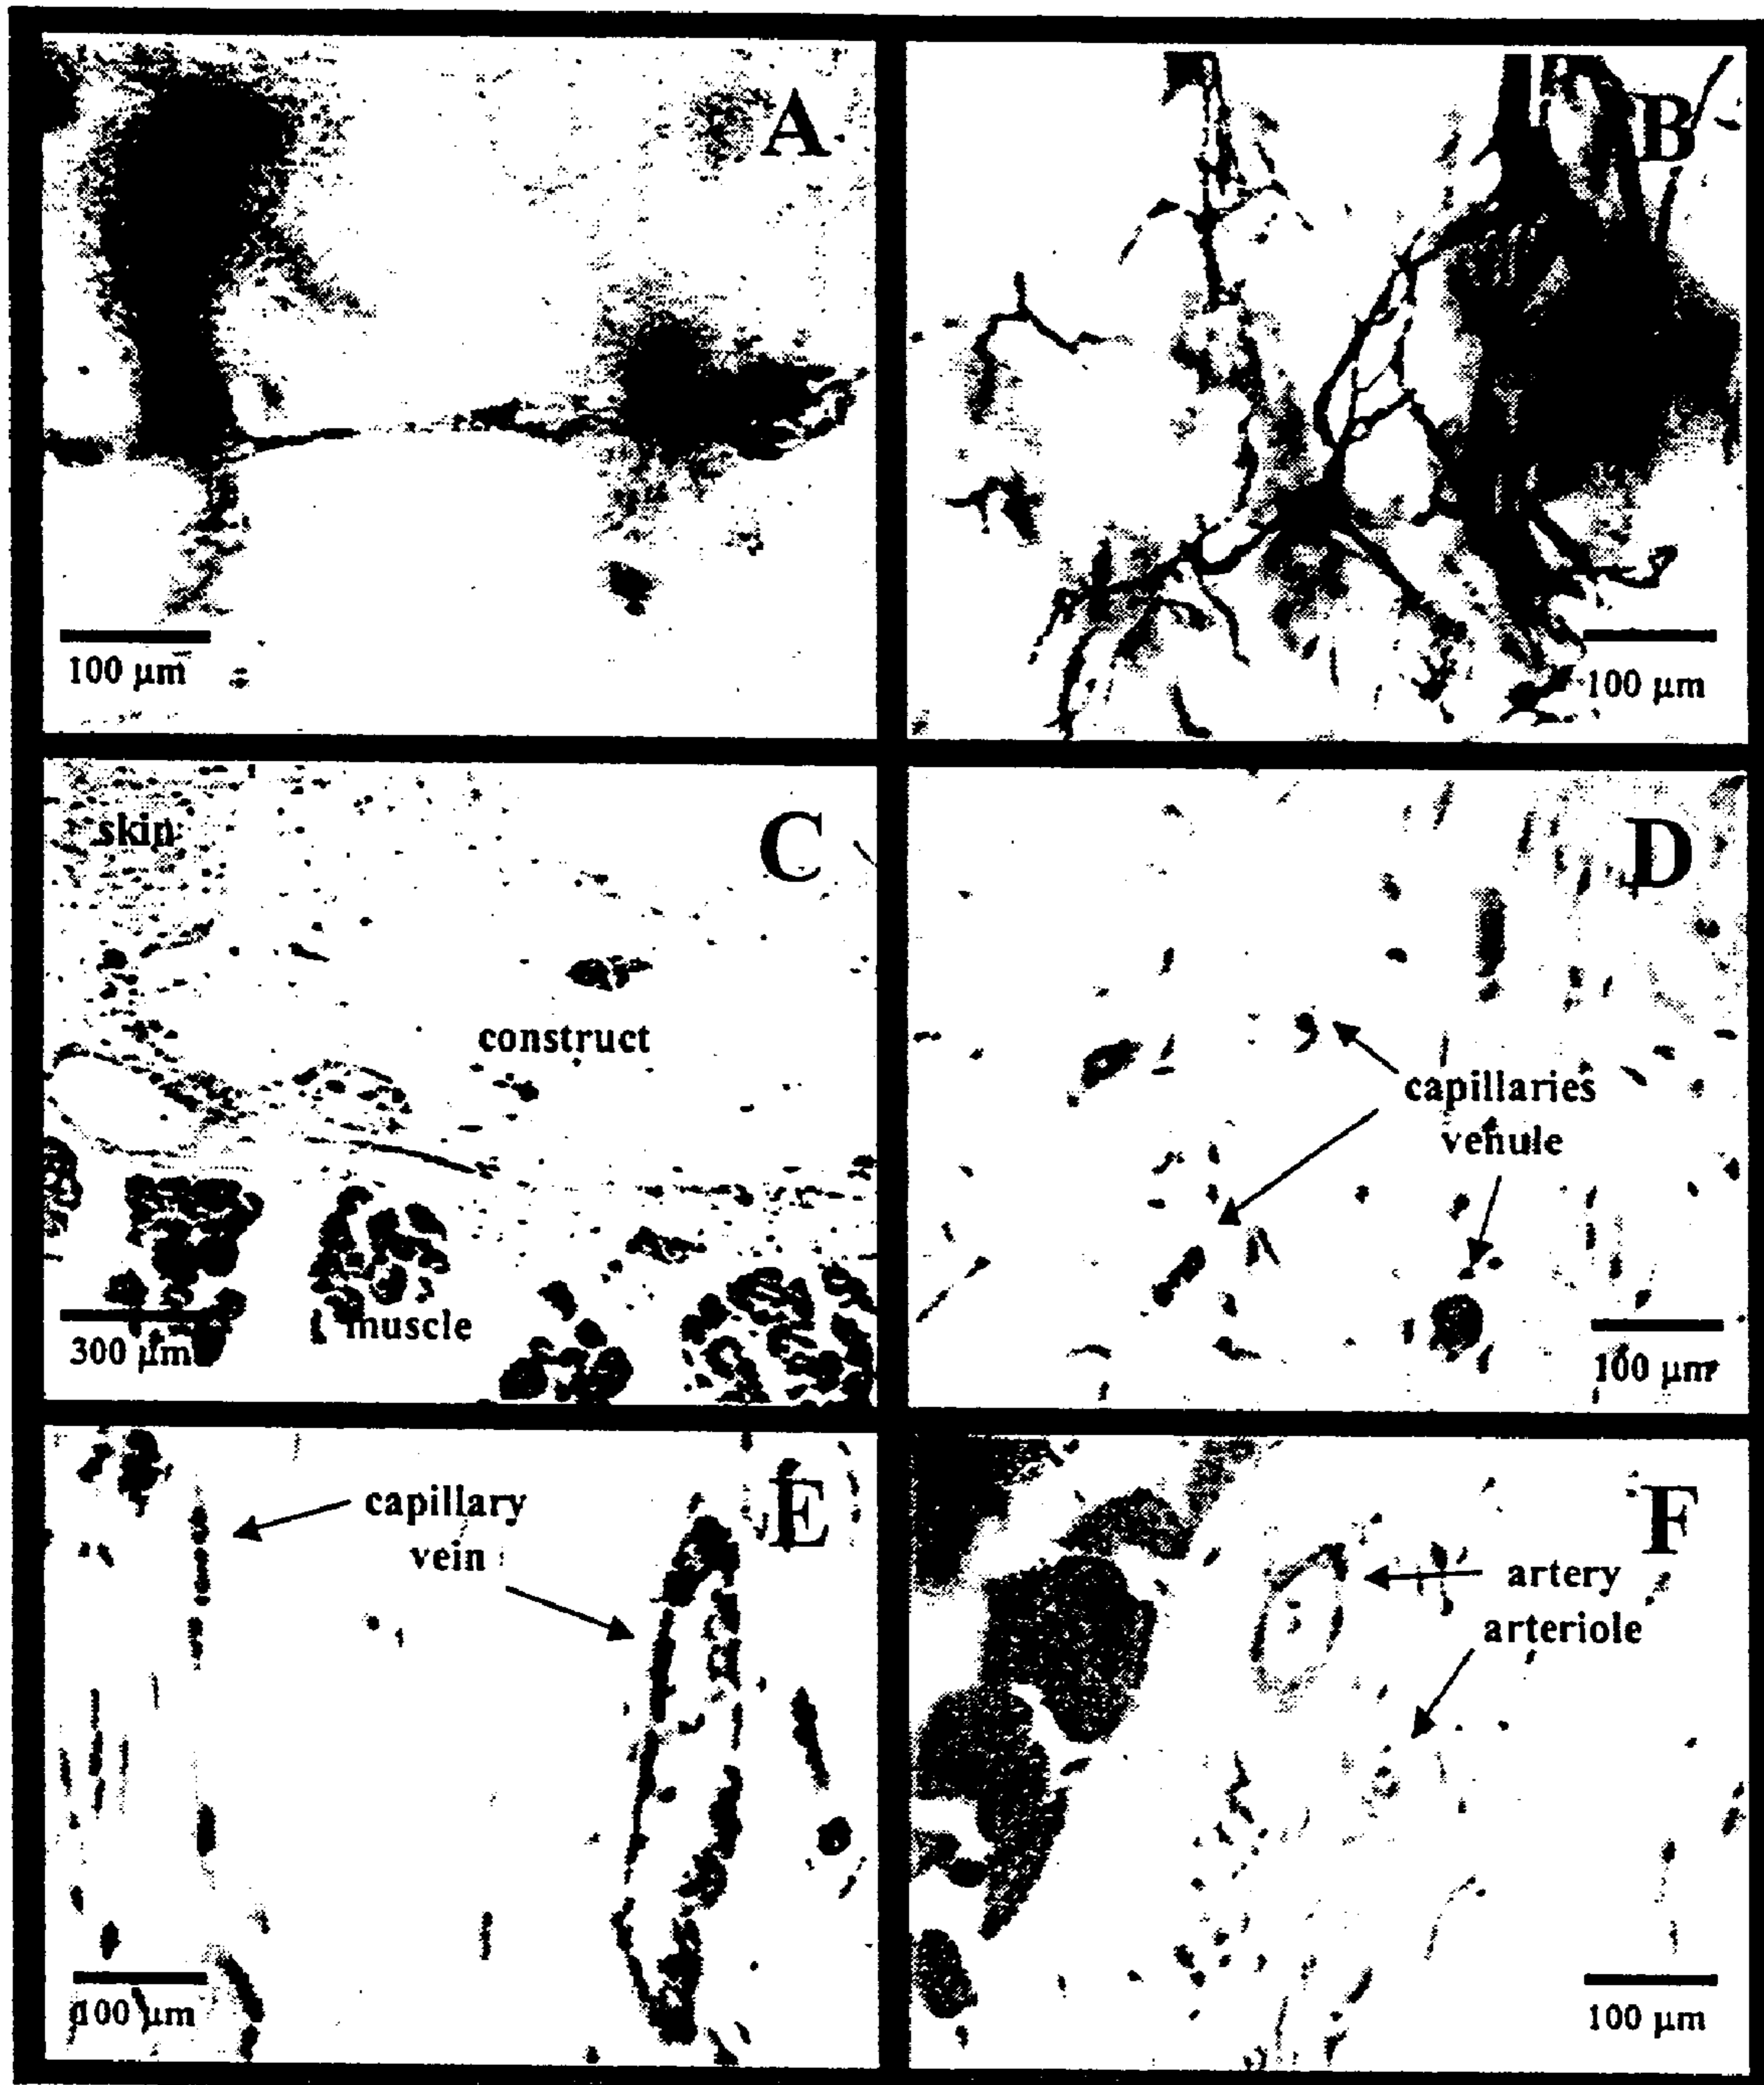 A
100 μm
B
100 μm
skin
C
construct
muscle
300 μm
D
capillaries
venule
100 μm
E
capillary
vein
100 μm
F
artery
arteriole
100 μm